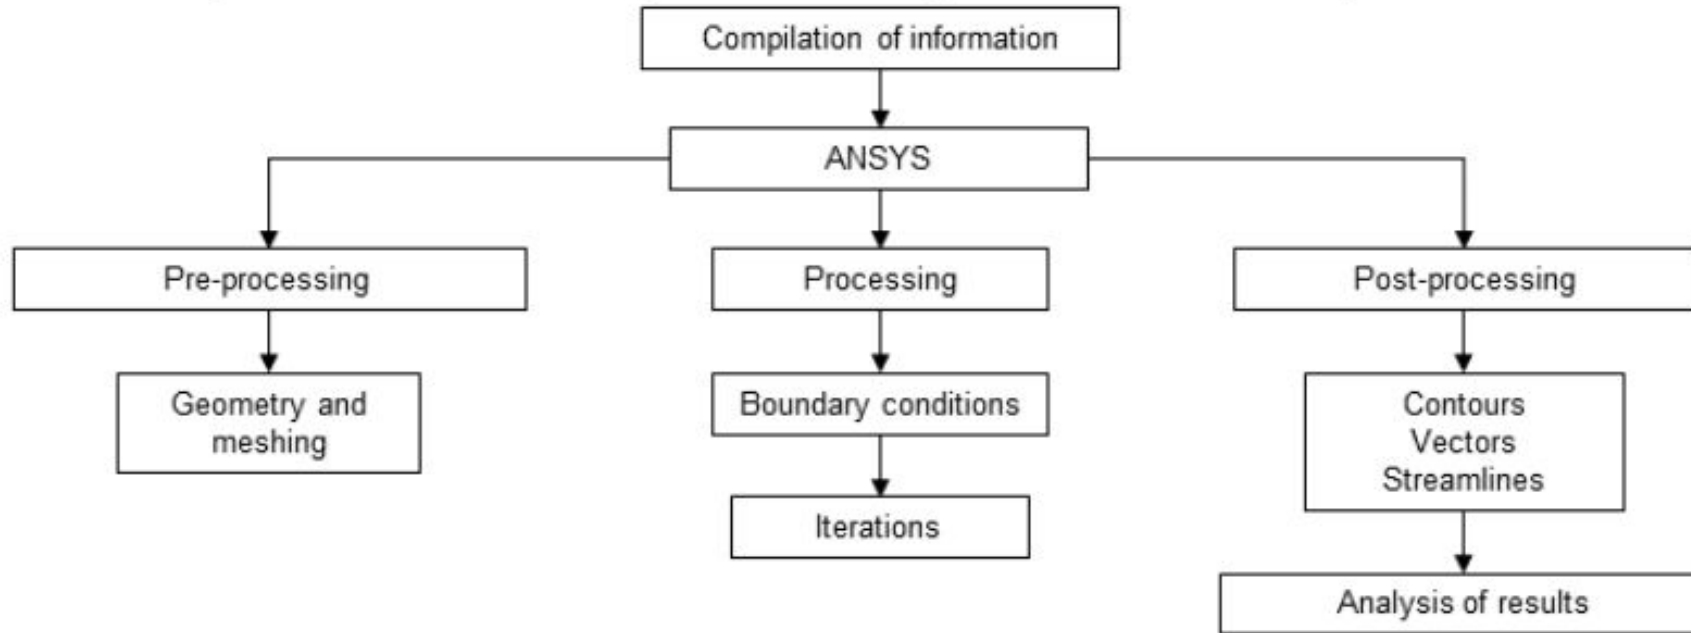 Compilation of information
ANSYS
Pre-processing
Processing
Post-processing
Geometry and
meshing
Boundary conditions
Contours
Vectors
Streamlines
Iterations
Analysis of results